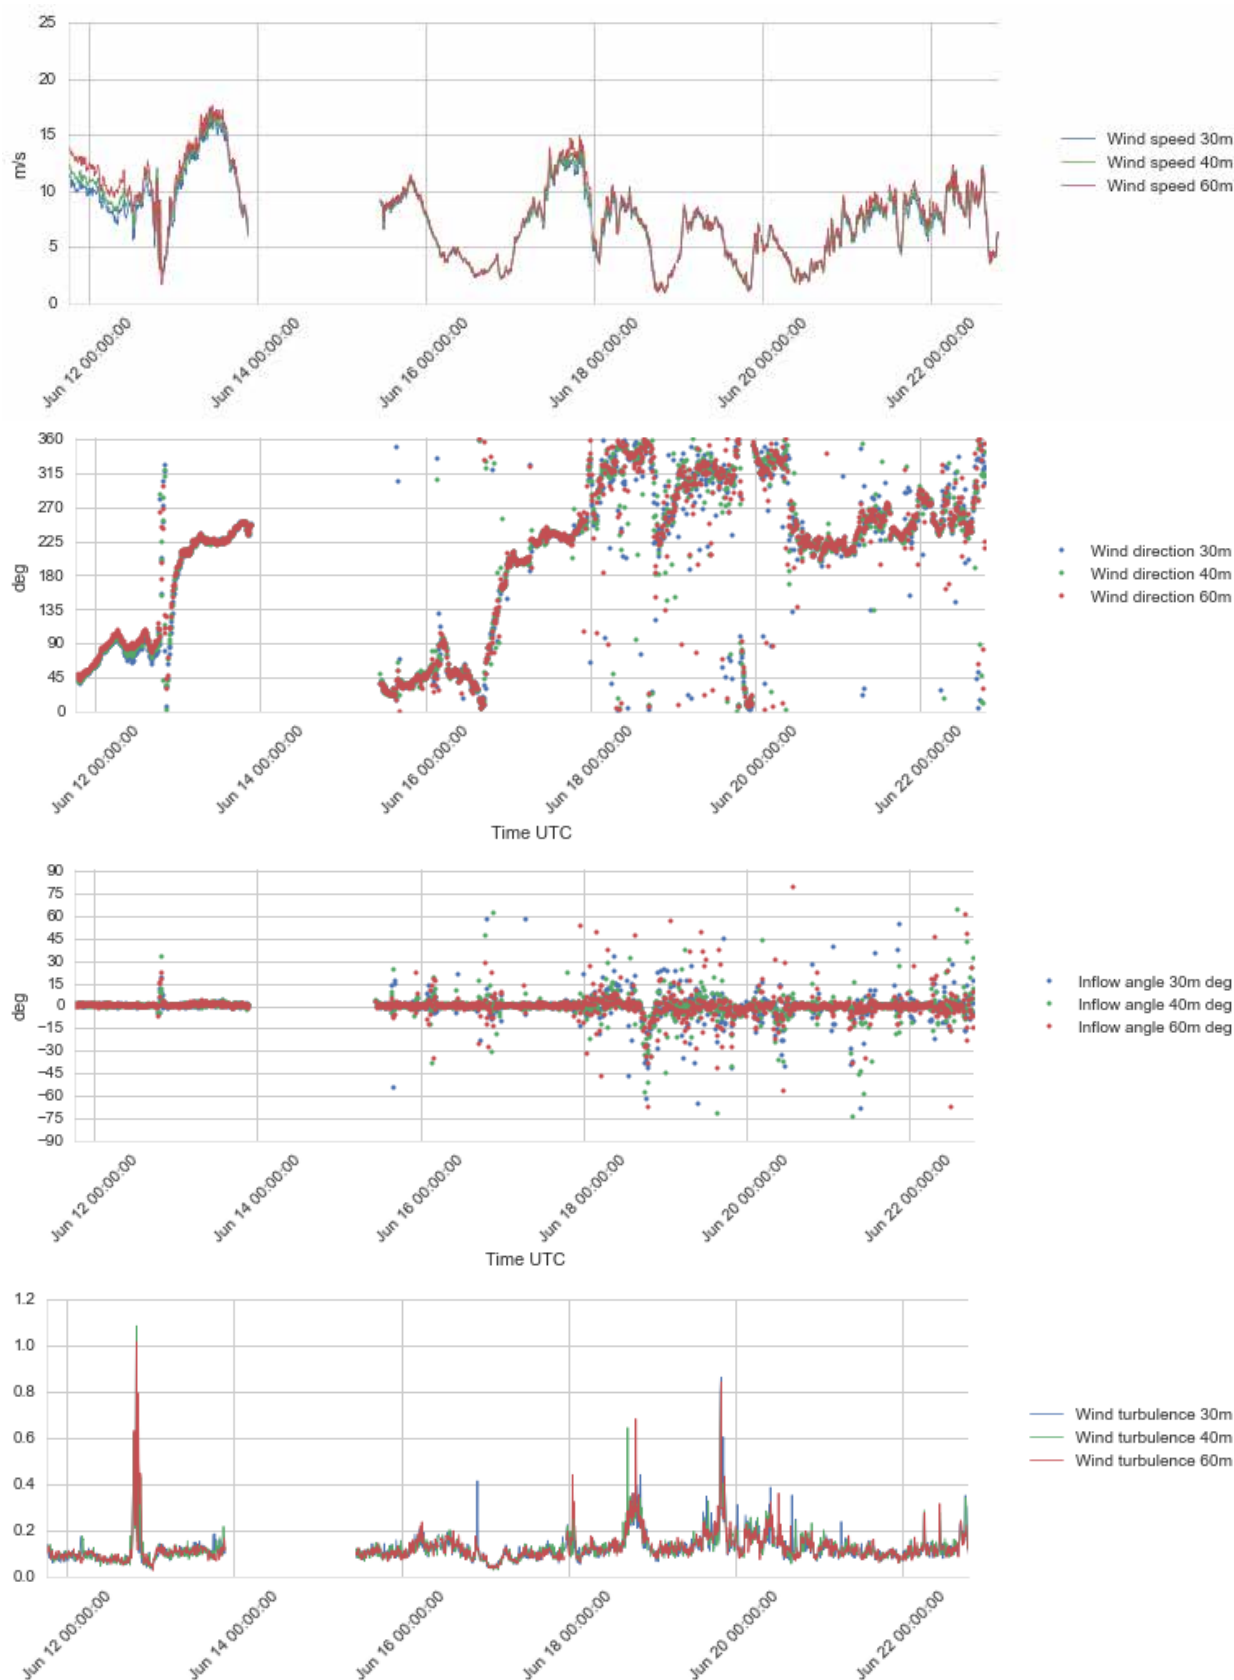 25
20
15
10
5
0
m/s
Jun 12 00:00:00
Jun 14 00:00:00
Jun 16 00:00:00
Jun 18 00:00:00
Jun 20 00:00:00
Jun 22 00:00:00
Wind speed 30m
Wind speed 40m
Wind speed 60m
360
315
270
225
180
135
90
45
0
deg
Jun 12 00:00:00
Jun 14 00:00:00
Jun 16 00:00:00
Jun 18 00:00:00
Jun 20 00:00:00
Jun 22 00:00:00
Time UTC
Wind direction 30m
Wind direction 40m
Wind direction 60m
90
75
60
45
30
15
0
−15
−30
−45
−60
−75
−90
deg
Jun 12 00:00:00
Jun 14 00:00:00
Jun 16 00:00:00
Jun 18 00:00:00
Jun 20 00:00:00
Jun 22 00:00:00
Time UTC
Inflow angle 30m deg
Inflow angle 40m deg
Inflow angle 60m deg
1.2
1.0
0.8
0.6
0.4
0.2
0.0
Jun 12 00:00:00
Jun 14 00:00:00
Jun 16 00:00:00
Jun 18 00:00:00
Jun 20 00:00:00
Jun 22 00:00:00
Wind turbulence 30m
Wind turbulence 40m
Wind turbulence 60m